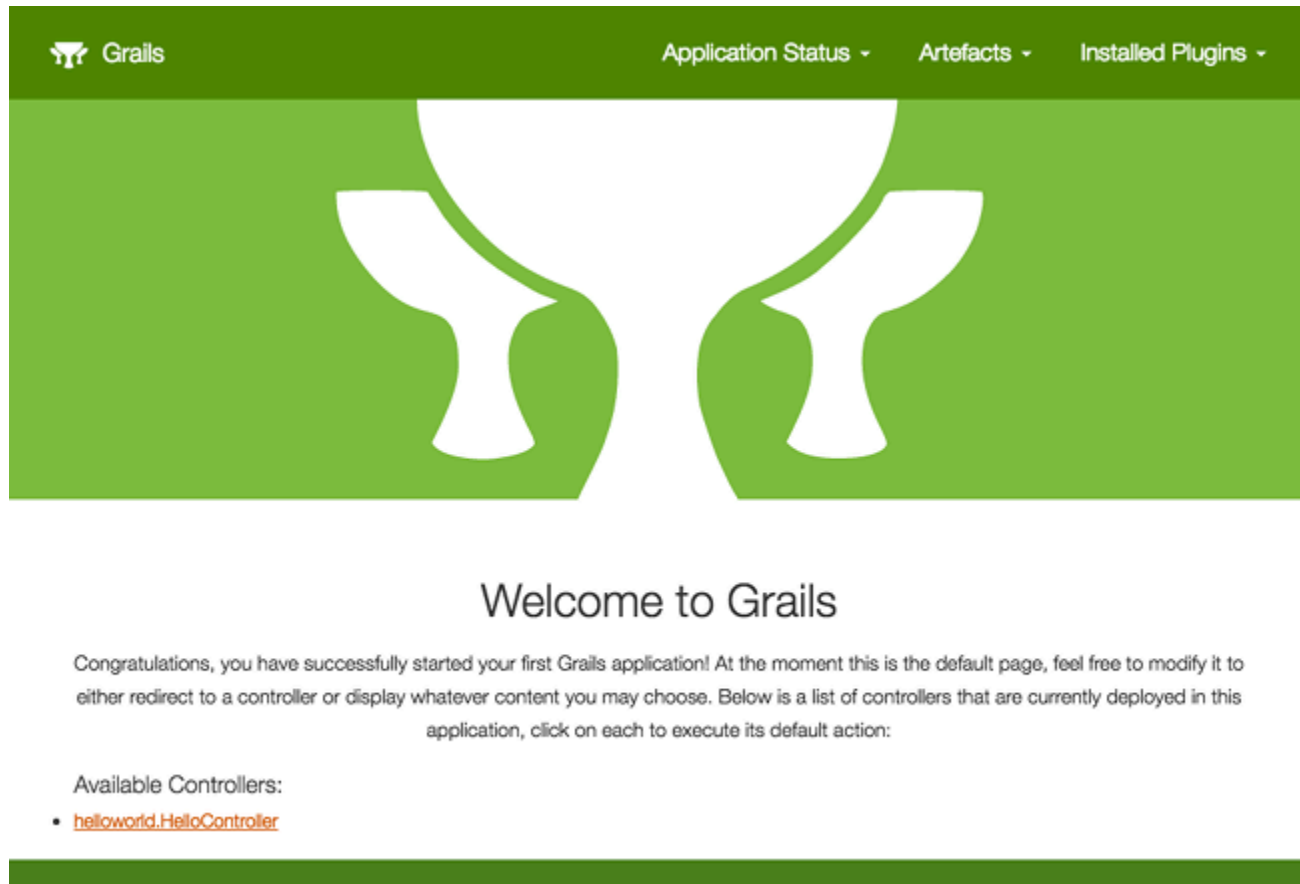 Grails
Application Status
Artefacts
Installed Plugins
Welcome to Grails
Congratulations, you have successfully started your first Grails application! At the moment this is the default page, feel free to modify it to
either redirect to a controller or display whatever content you may choose. Below is a list of controllers that are currently deployed in this
application, click on each to execute its default action:
Available Controllers:
helloworld.HelloController